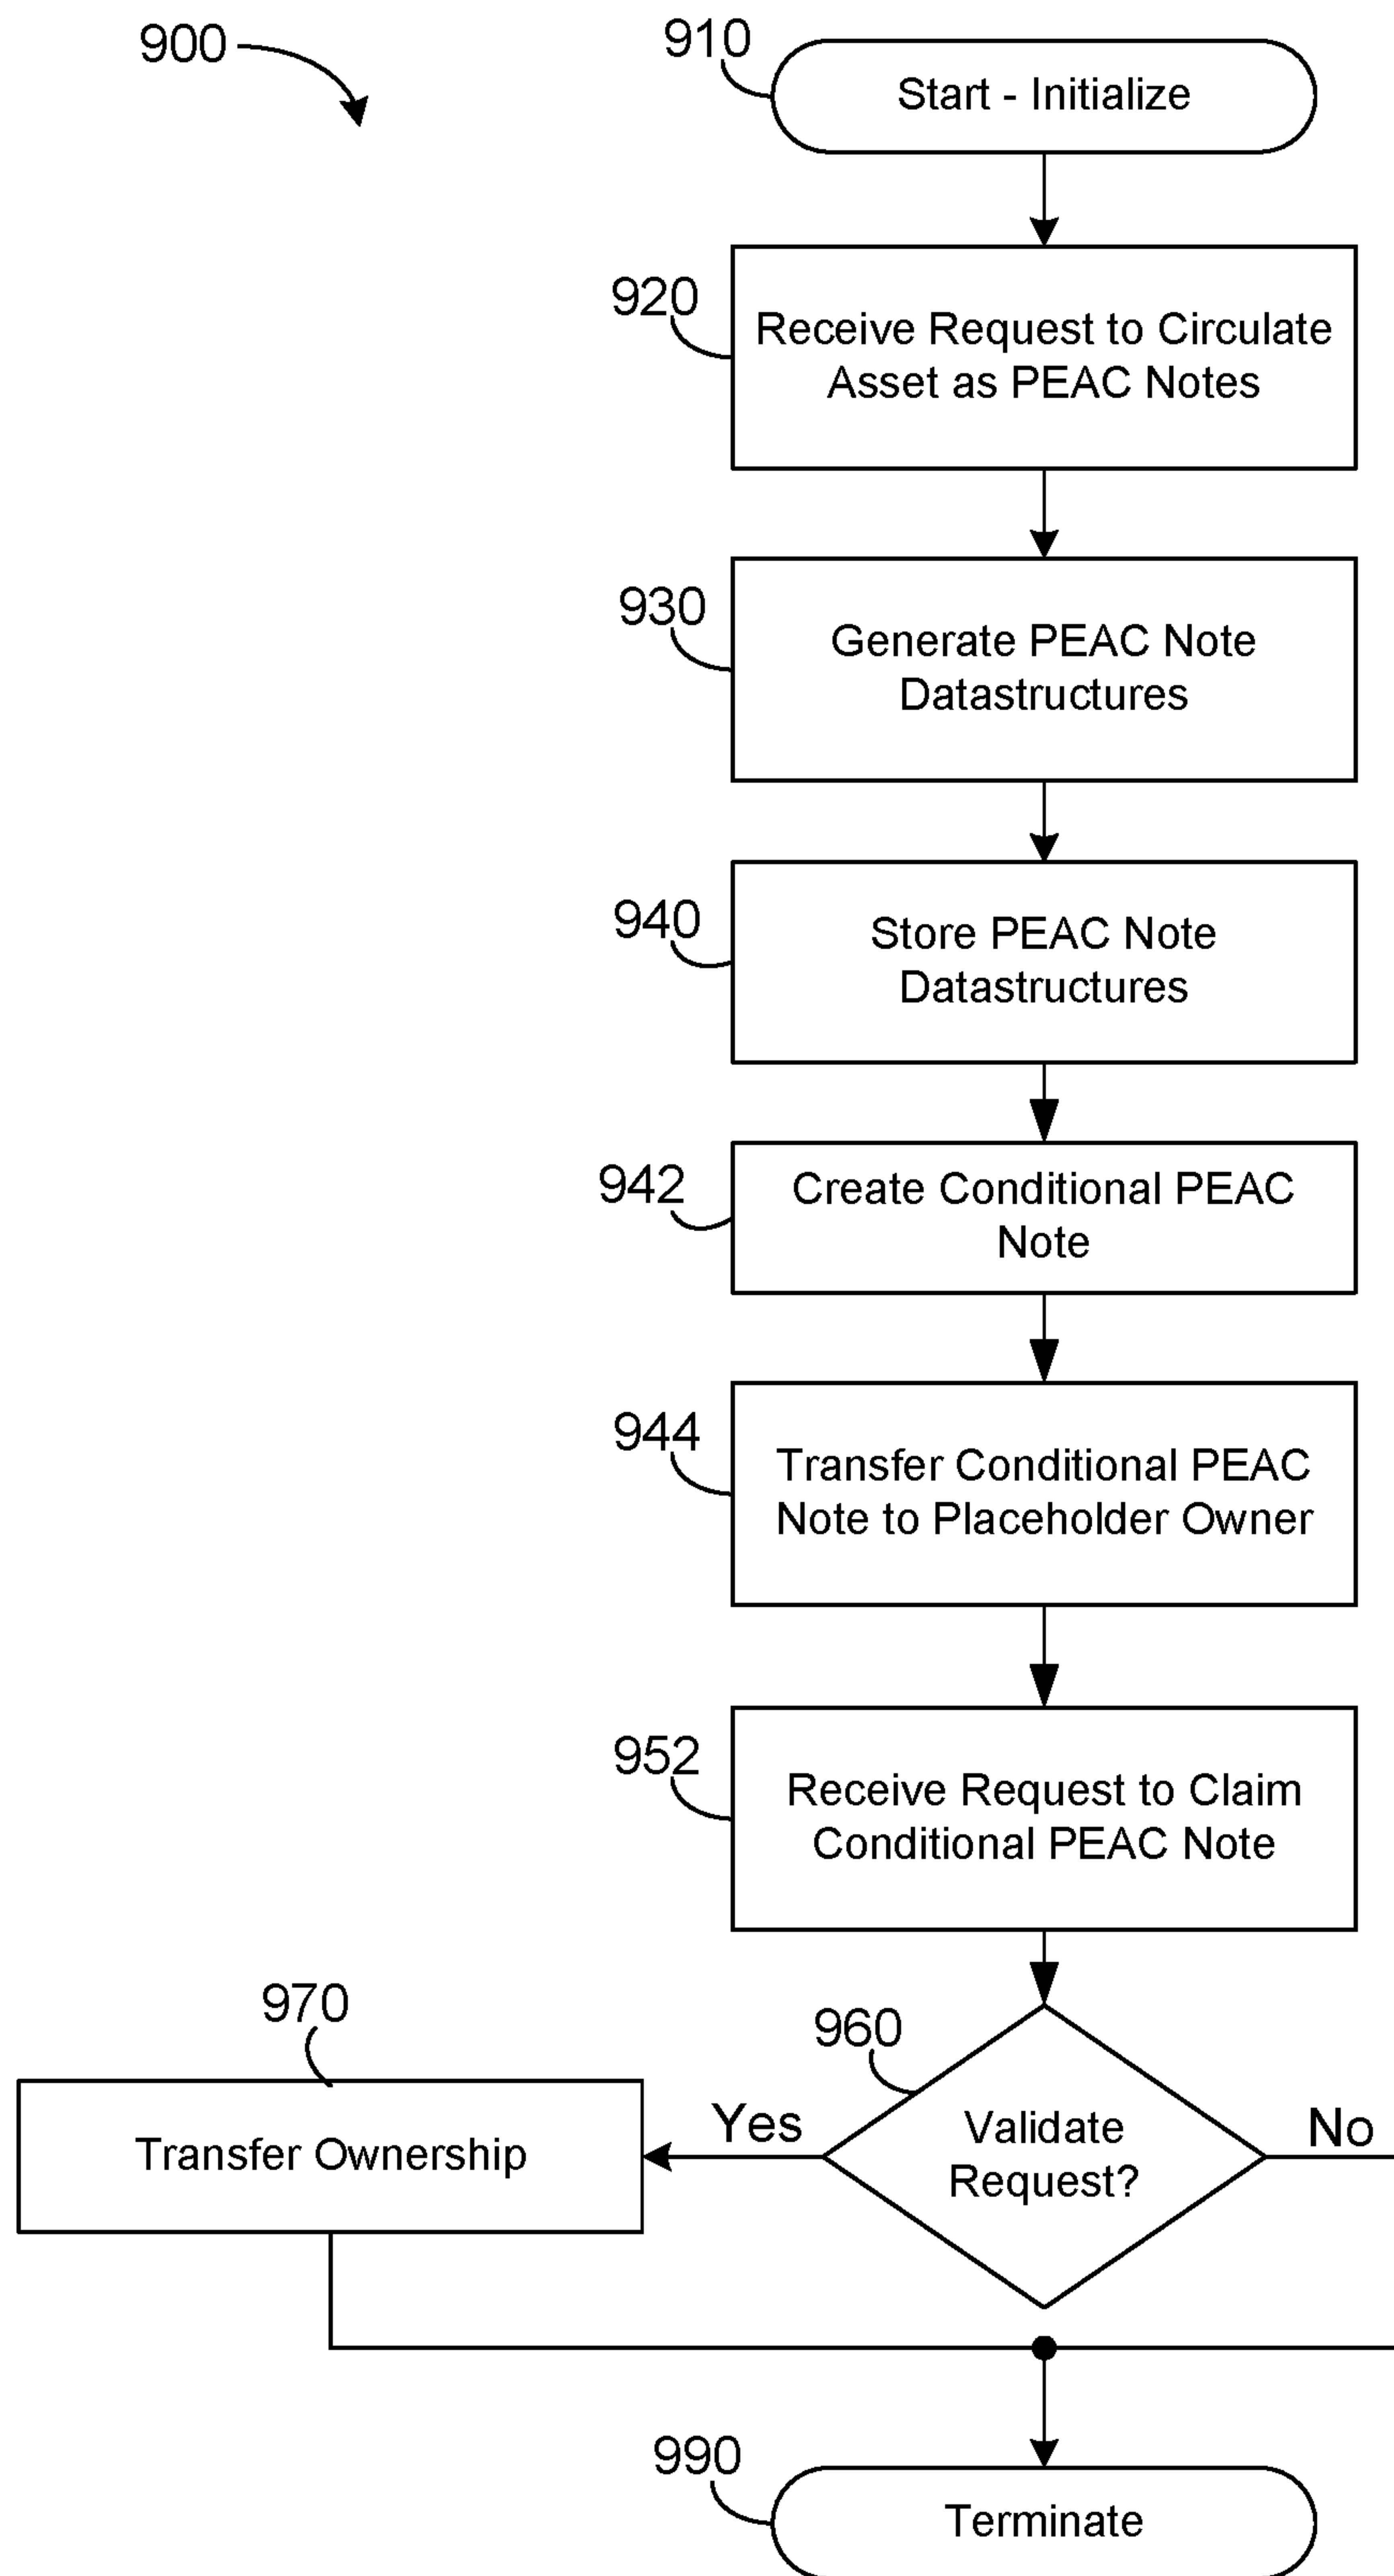 900
910
Start - Initialize
920
Receive Request to Circulate
Asset as PEAC Notes
930
Generate PEAC Note
Datastructures
940
Store PEAC Note
Datastructures
942
Create Conditional PEAC
Note
944
Transfer Conditional PEAC
Note to Placeholder Owner
952
Receive Request to Claim
Conditional PEAC Note
970
Transfer Ownership
960
Yes
Validate
Request?
No
990
Terminate